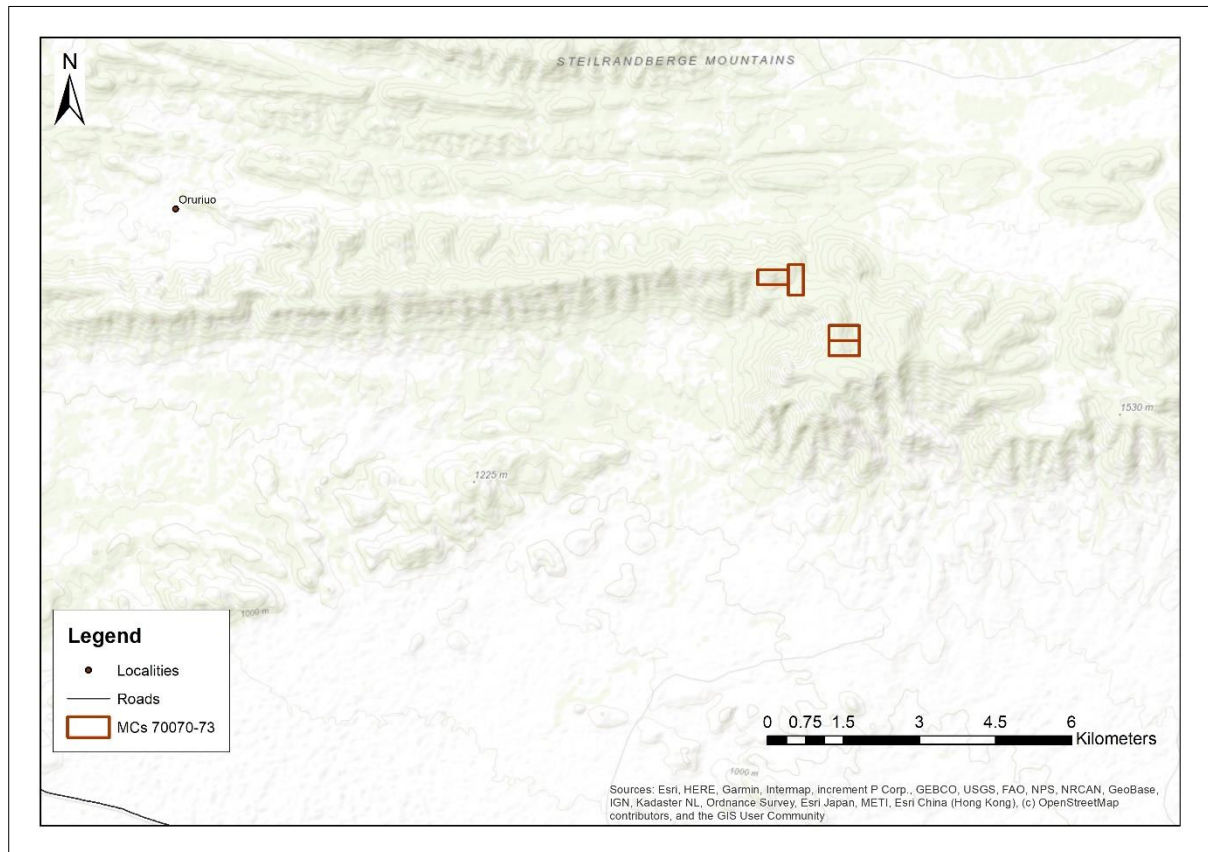 N
STEILRANDBERGE MOUNTAINS
Oruriuo
1530 m
1225 m
1000 m
Legend
Localities
Roads
MCs 70070-73
0 0.75 1.5 3 4.5 6
Kilometers
1000 m
Sources: Esri, HERE, Garmin, Intermap, increment P Corp., GEBCO, USGS, FAO, NPS, NRCAN, GeoBase,
IGN, Kadaster NL, Ordnance Survey, Esri Japan, METI, Esri China (Hong Kong), (c) OpenStreetMap
contributors, and the GIS User Community